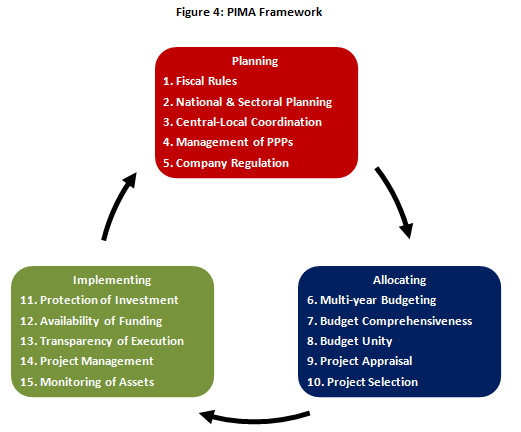 Figure 4: PIMA Framework
Planning
1. Fiscal Rules
2. National & Sectoral Planning
3. Central-Local Coordination
4. Management of PPPs
5. Company Regulation
Implementing
11. Protection of Investment
12. Availability of Funding
13. Transparency of Execution
14. Project Management
15. Monitoring of Assets
Allocating
6. Multi-year Budgeting
7. Budget Comprehensiveness
8. Budget Unity
9. Project Appraisal
10. Project Selection